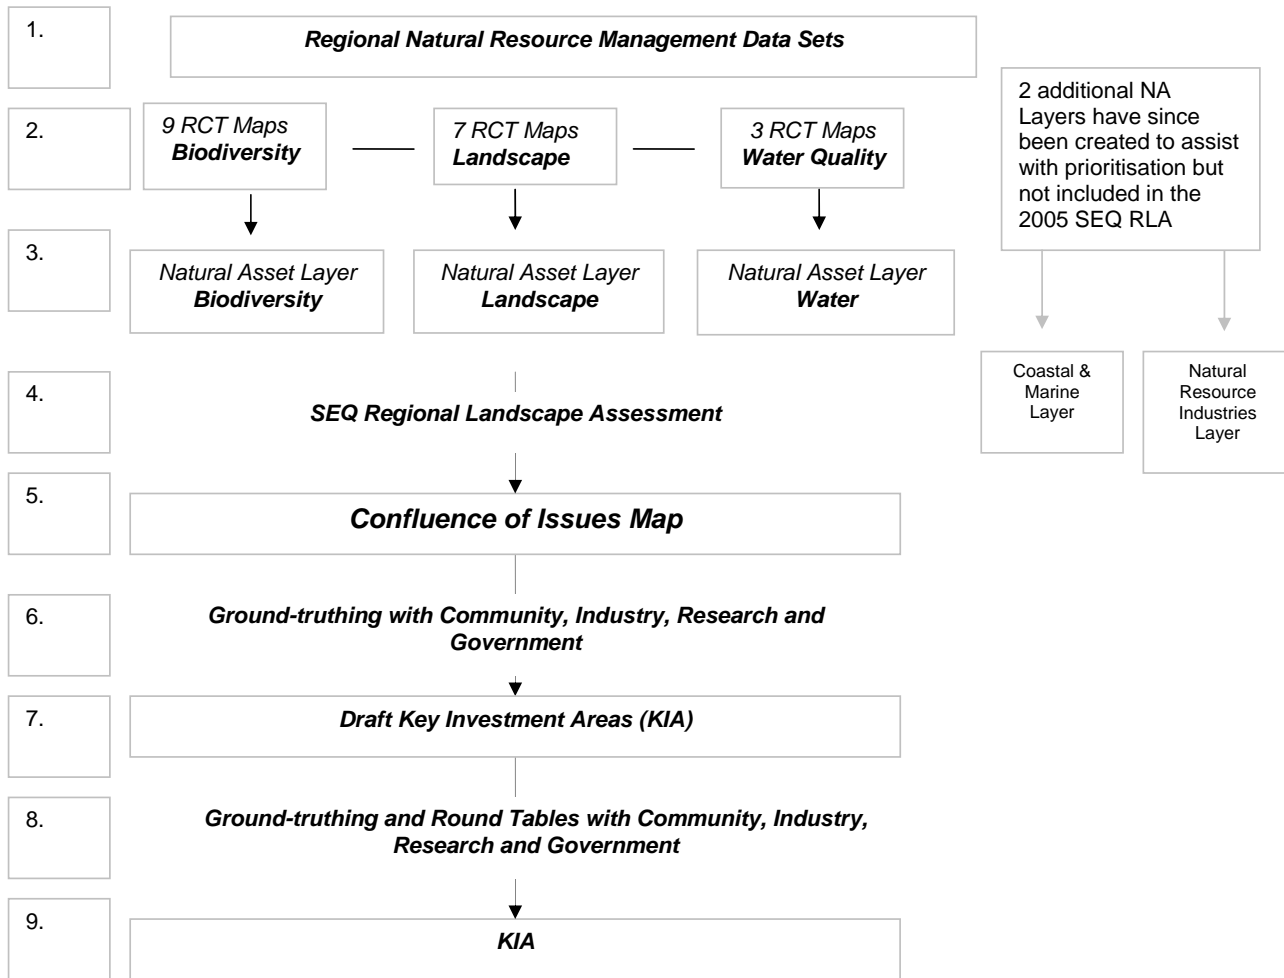 1.
Regional Natural Resource Management Data Sets
2 additional NA
Layers have since
been created to assist
with prioritisation but
not included in the
2005 SEQ RLA
2.
9 RCT Maps
Biodiversity
7 RCT Maps
Landscape
3 RCT Maps
Water Quality
3.
Natural Asset Layer
Biodiversity
Natural Asset Layer
Landscape
Natural Asset Layer
Water
Coastal &
Marine
Layer
Natural
Resource
Industries
Layer
4.
SEQ Regional Landscape Assessment
5.
Confluence of Issues Map
6.
Ground-truthing with Community, Industry, Research and
Government
7.
Draft Key Investment Areas (KIA)
8.
Ground-truthing and Round Tables with Community, Industry,
Research and Government
9.
KIA